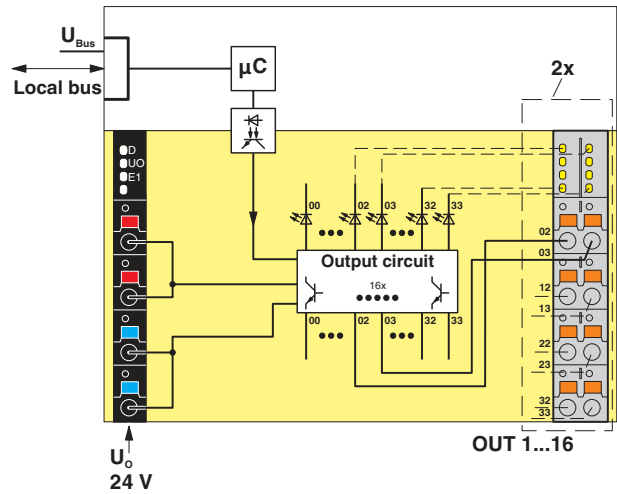 U Bus
Local bus
µC
2x
D
UO
E1
00 02 03 32 33
Output circuit
16x
00 02 03 32 33
02
03
12
13
22
23
32
33
OUT 1...16
U o
24 V